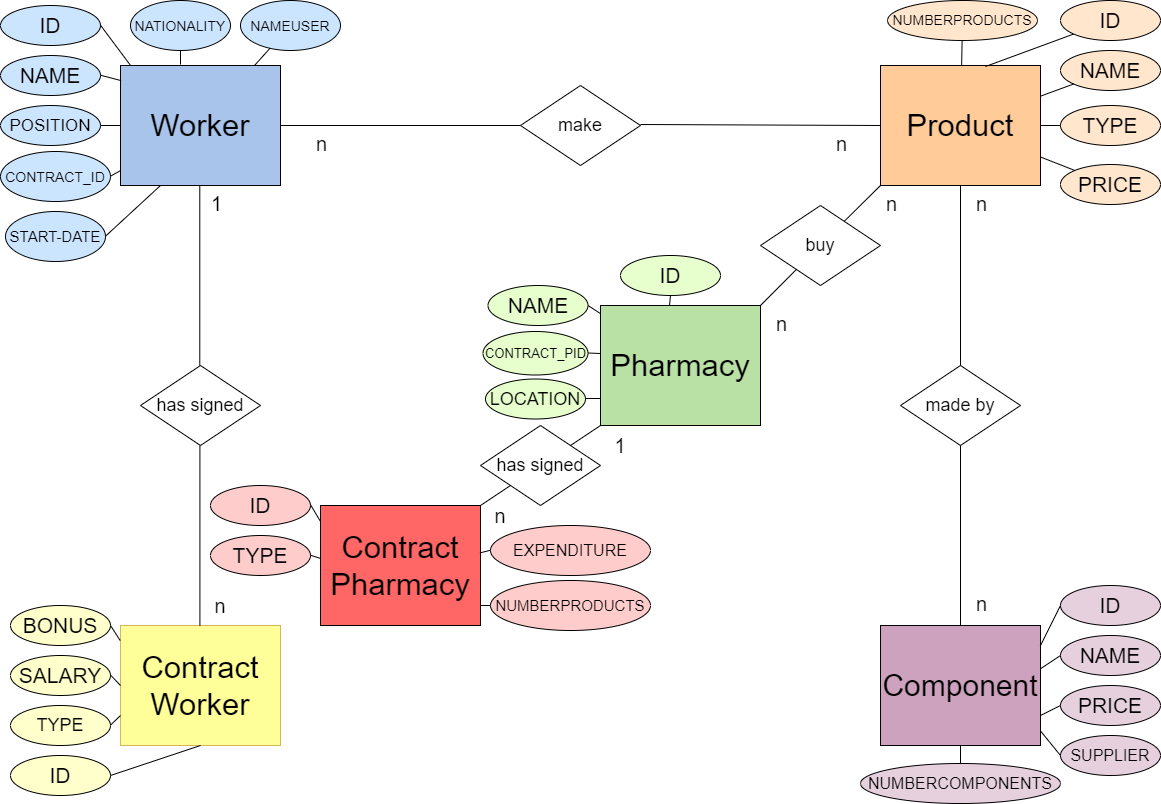 ID
NATIONALITY
NAMEUSER
NAME
POSITION
CONTRACT_ID
START-DATE
Worker
n
make
n
NUMBERPRODUCTS
ID
NAME
TYPE
PRICE
Product
1
n
n
buy
n
ID
NAME
CONTRACT_PID
LOCATION
Pharmacy
1
has signed
has signed
made by
n
ID
TYPE
Contract
Pharmacy
EXPENDITURE
NUMBERPRODUCTS
n
n
BONUS
SALARY
TYPE
ID
Contract
Worker
ID
NAME
PRICE
SUPPLIER
Component
NUMBERCOMPONENTS